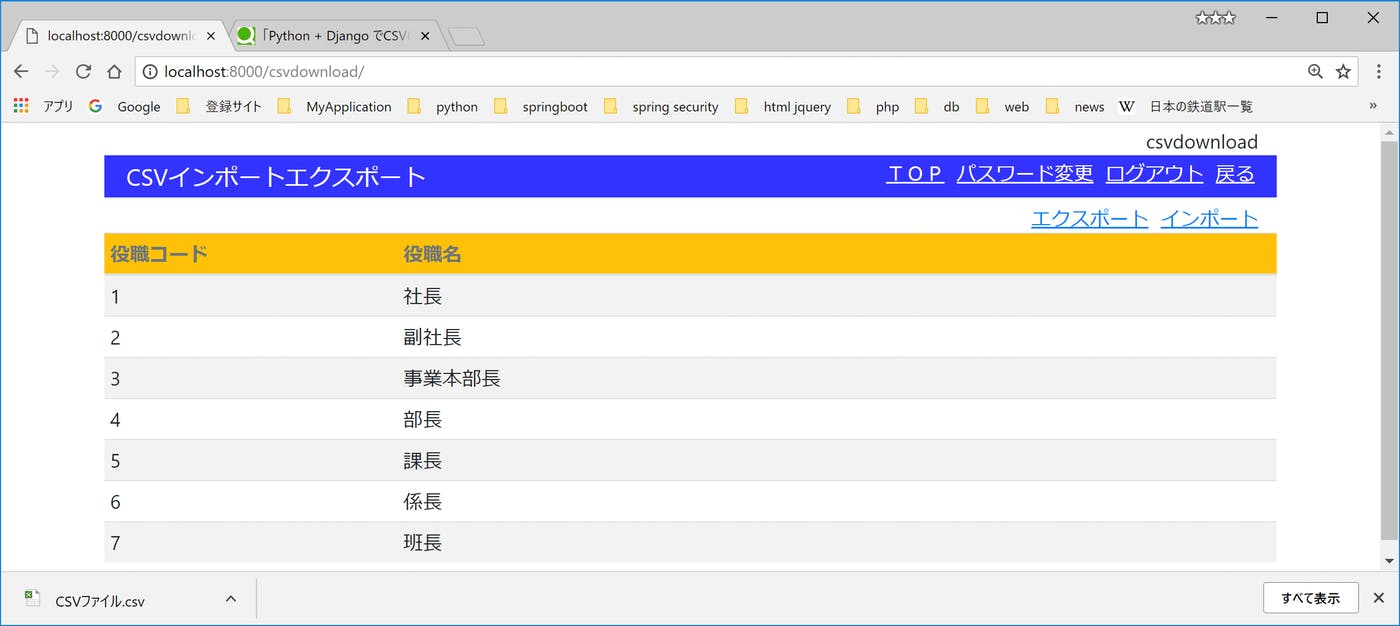 localhost:8000/csvdownlo 「Python + Django でCSV
localhost:8000/csvdownload/
アプリ Google 登録サイト MyApplication python springboot spring security html jquery php db web news W 日本の鉄道駅一覧 »
csvdownload
CSVインポートエクスポート ＴＯＰ パスワード変更 ログアウト 戻る
エクスポート インポート
役職コード 役職名
1 社長
2 副社長
3 事業本部長
4 部長
5 課長
6 係長
7 班長
CSVファイル.csv すべて表示